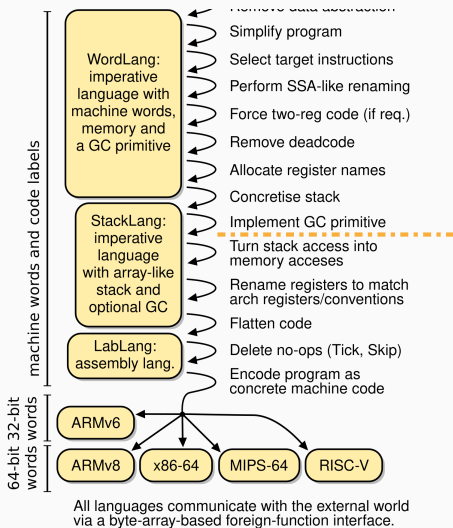 Remove data abstraction
Simplify program
Select target instructions
Perform SSA-like renaming
Force two-reg code (if req.)
Remove deadcode
Allocate register names
Concretise stack
Implement GC primitive
Turn stack access into
memory acceses
Rename registers to match
arch registers/conventions
Flatten code
Delete no-ops (Tick, Skip)
Encode program as
concrete machine code
WordLang:
imperative
language with
machine words,
memory and
a GC primitive
StackLang:
imperative
language
with array-like
stack and
optional GC
LabLang:
assembly lang.
machine words and code labels
32-bit
words
64-bit
words
ARMv6
ARMv8
x86-64
MIPS-64
RISC-V
All languages communicate with the external world
via a byte-array-based foreign-function interface.